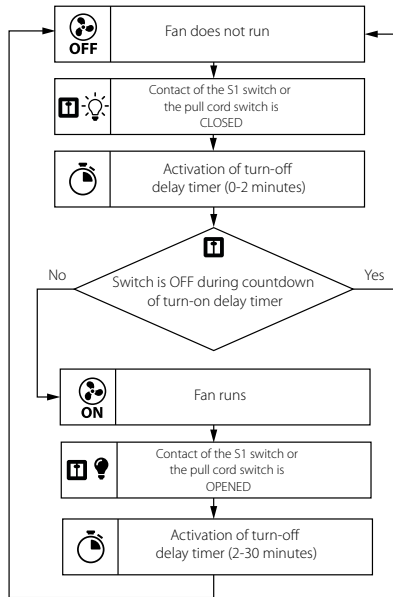 OFF
Fan does not run
Contact of the S1 switch or
the pull cord switch is
CLOSED
Activation of turn-off
delay timer (0-2 minutes)
No
Yes
Switch is OFF during countdown
of turn-on delay timer
ON
Fan runs
Contact of the S1 switch or
the pull cord switch is
OPENED
Activation of turn-off
delay timer (2-30 minutes)